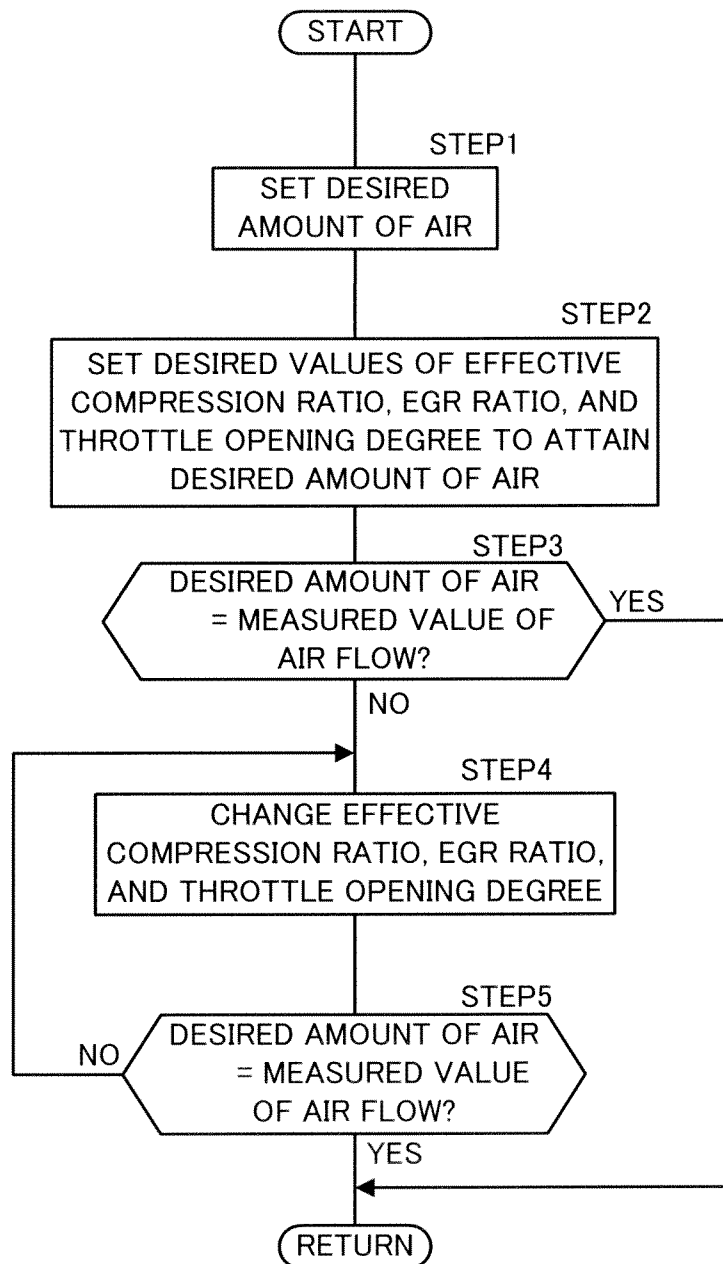 START
STEP1
SET DESIRED
AMOUNT OF AIR
STEP2
SET DESIRED VALUES OF EFFECTIVE
COMPRESSION RATIO, EGR RATIO, AND
THROTTLE OPENING DEGREE TO ATTAIN
DESIRED AMOUNT OF AIR
STEP3
DESIRED AMOUNT OF AIR
= MEASURED VALUE OF
AIR FLOW?
YES
NO
STEP4
CHANGE EFFECTIVE
COMPRESSION RATIO, EGR RATIO,
AND THROTTLE OPENING DEGREE
STEP5
DESIRED AMOUNT OF AIR
= MEASURED VALUE
OF AIR FLOW?
NO
YES
RETURN